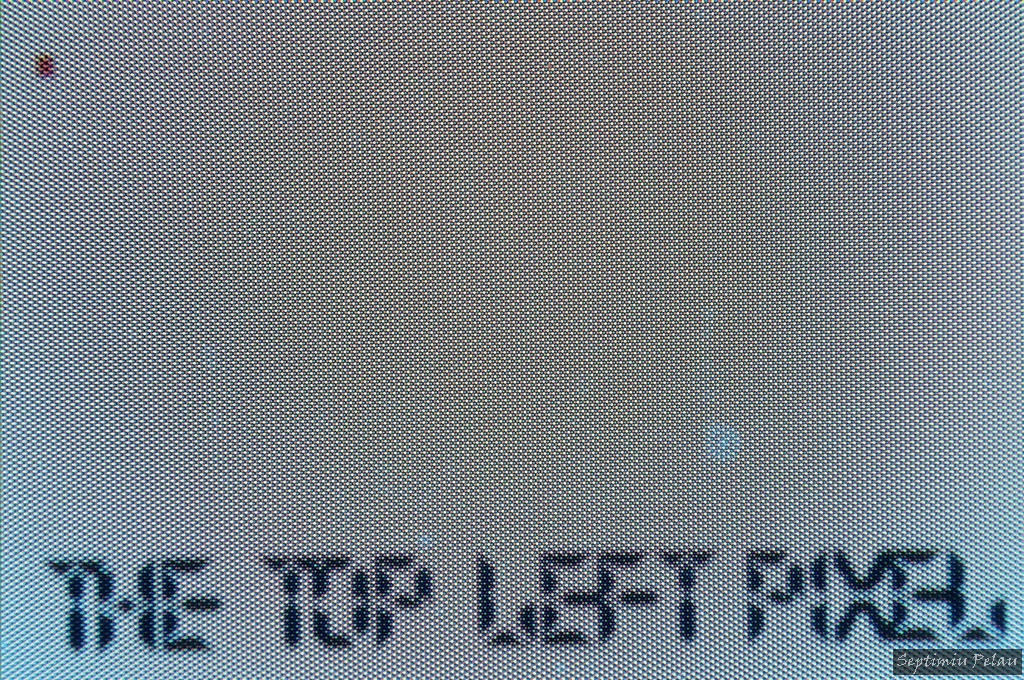 THE TOP LEFT PIXEL
Septimiu Pelau